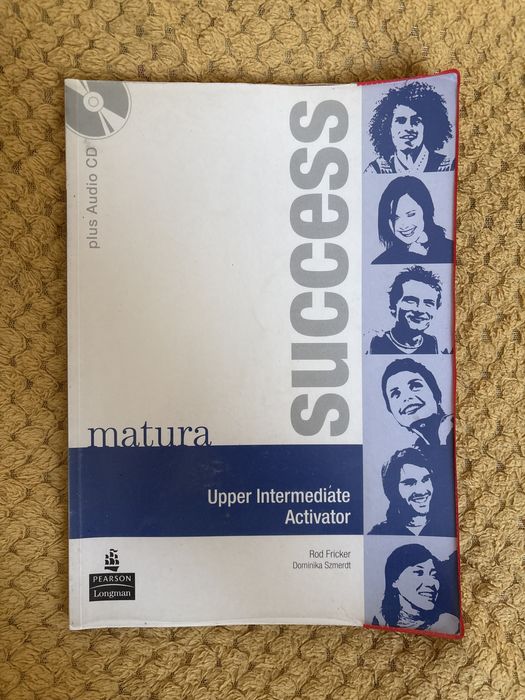 plus Audio CD
success
matura
Upper Intermediate
Activator
Rod Fricker
Dominika Szmerdt
PEARSON
Longman